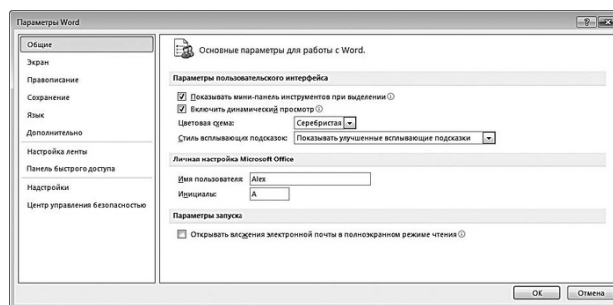 Параметры Word
Общие
Экран
Правописание
Сохранение
Язык
Дополнительно
Настройка ленты
Панель быстрого доступа
Надстройки
Центр управления безопасностью
Основные параметры для работы с Word.
Параметры пользовательского интерфейса
Показывать мини-панель инструментов при выделении
Включить динамический просмотр
Цветовая схема: Серебристая
Стиль всплывающих подсказок: Показывать улучшенные всплывающие подсказки
Личная настройка Microsoft Office
Имя пользователя: Alex
Инициалы: A
Параметры запуска
Открывать вложения электронной почты в полноэкранном режиме чтения
ОК Отмена